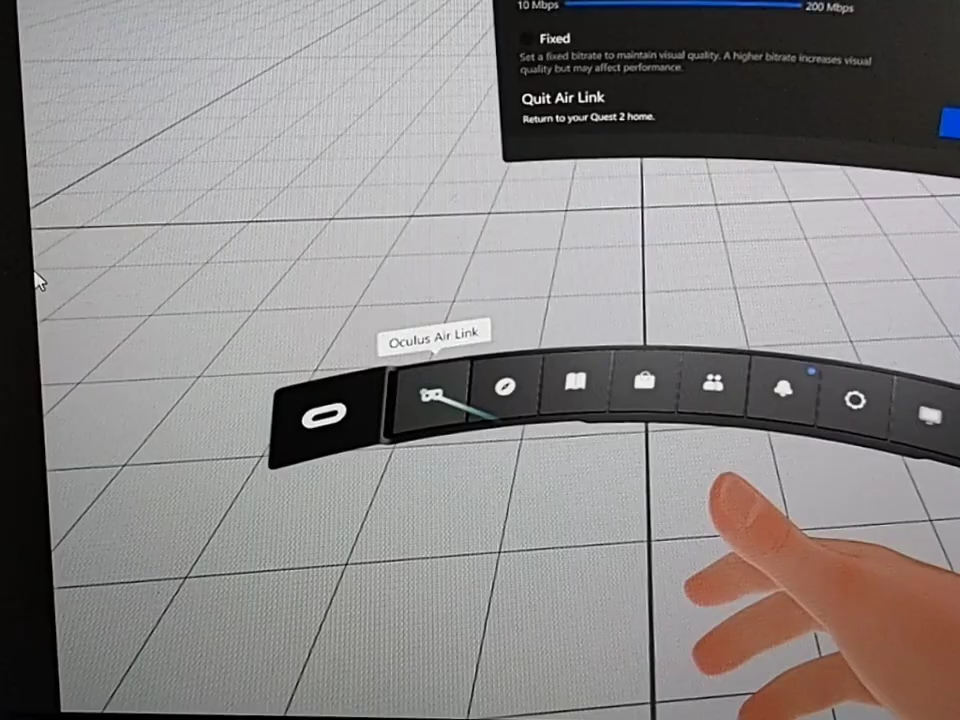 10 Mbps 200 Mbps
Fixed
Set a fixed bitrate to maintain visual quality. A higher bitrate increases visual
quality but may affect performance.
Quit Air Link
Return to your Quest 2 home.
Oculus Air Link